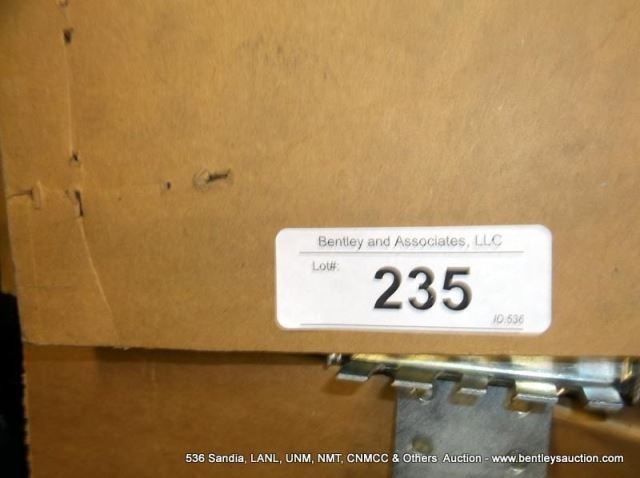 Bentley and Associates, LLC
Lot#:
235
ID:536
536 Sandia, LANL, UNM, NMT, CNMCC & Others Auction - www.bentleysauction.com